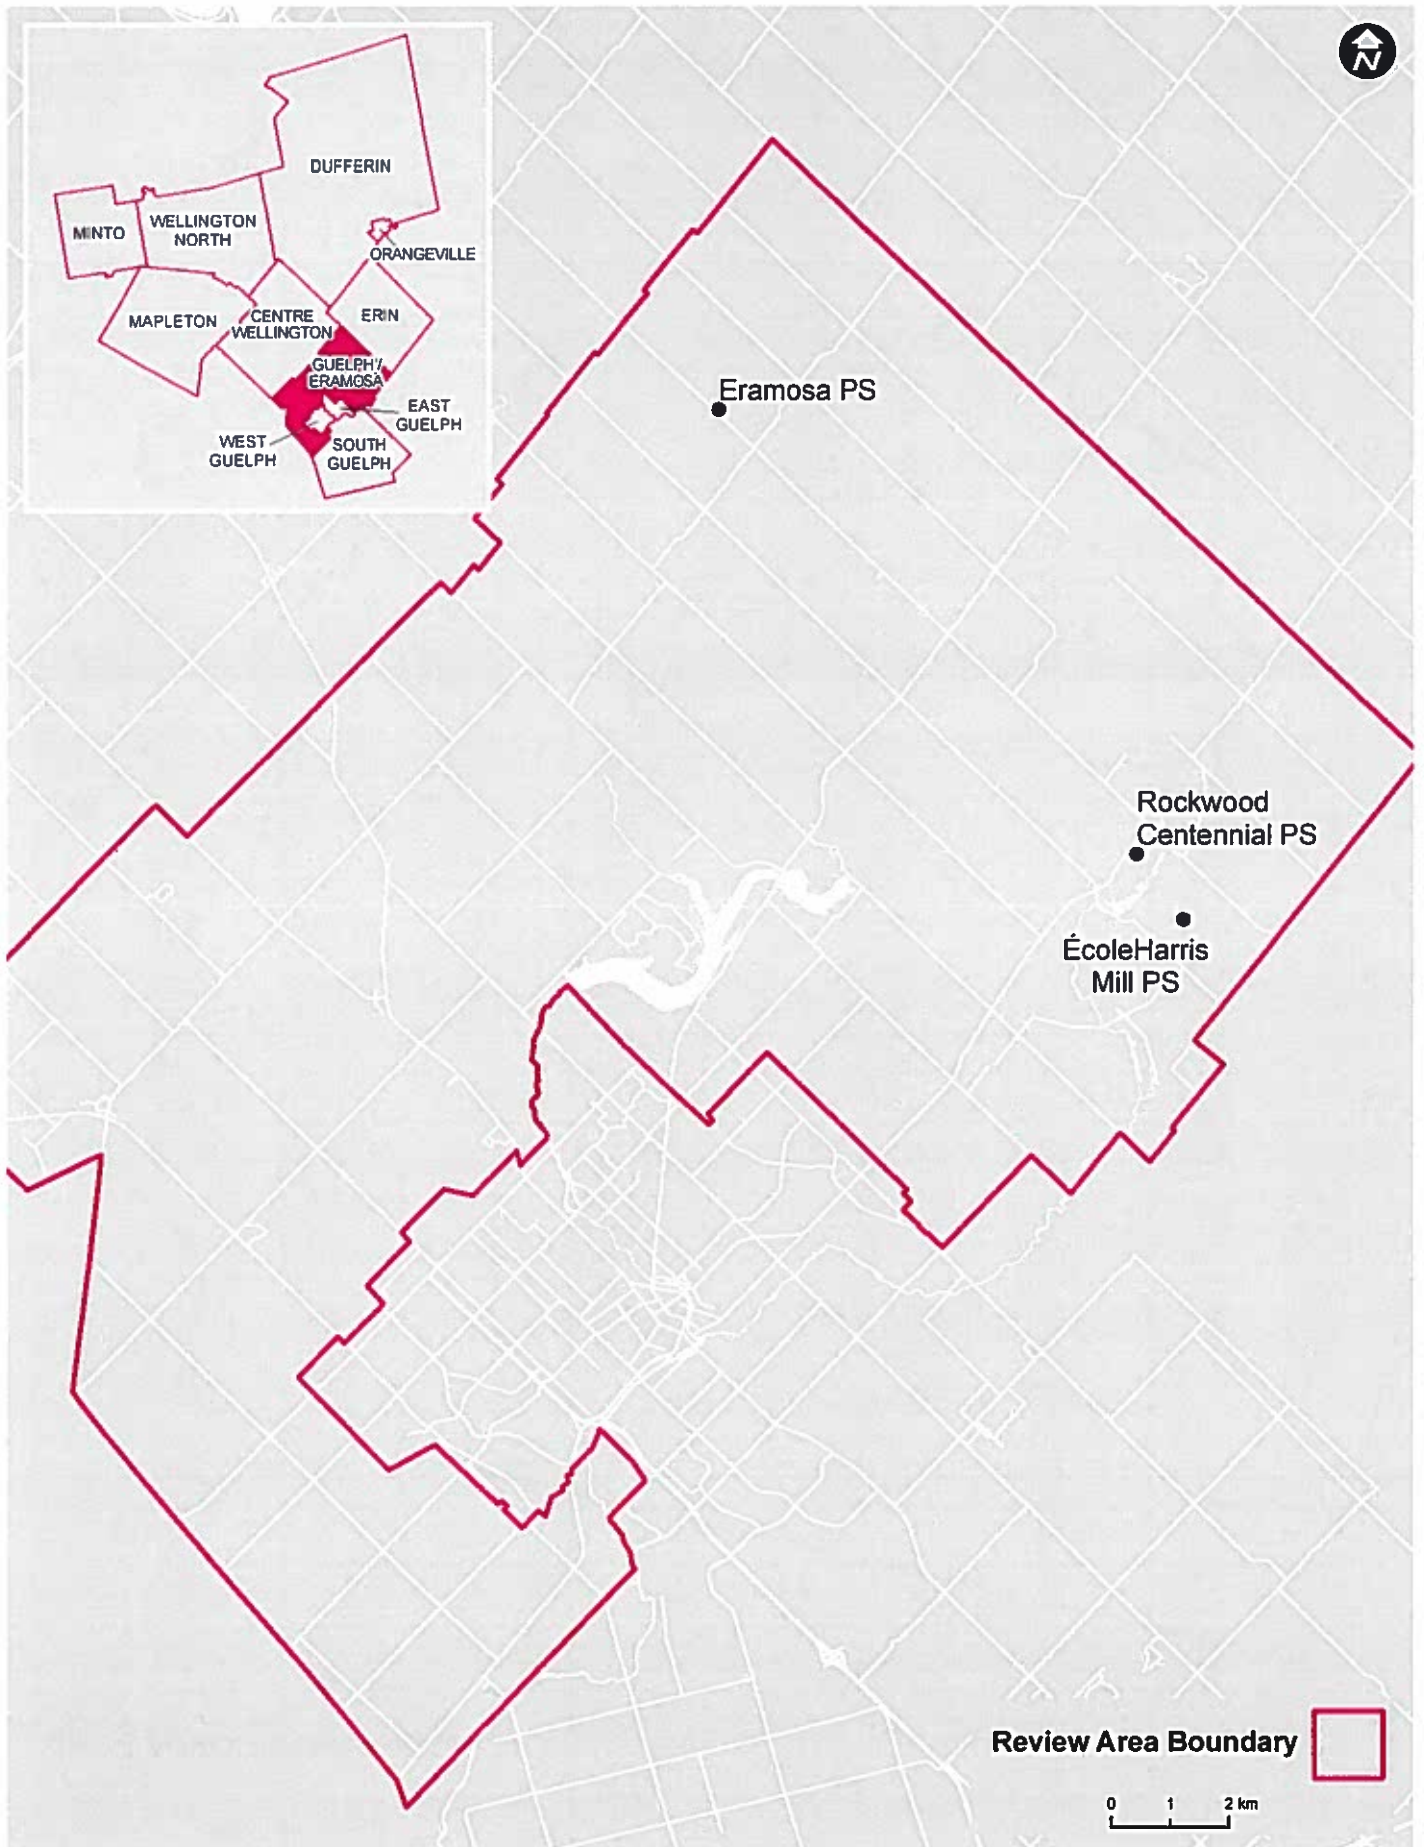 N
DUFFERIN
MINTO
WELLINGTON
NORTH
ORANGEVILLE
MAPLETON
CENTRE
WELLINGTON
ERIN
GUELPH/
ERAMOSA
EAST
GUELPH
WEST
GUELPH
SOUTH
GUELPH
Eramosa PS
Rockwood
Centennial PS
ÉcoleHarris
Mill PS
Review Area Boundary
0 1 2 km